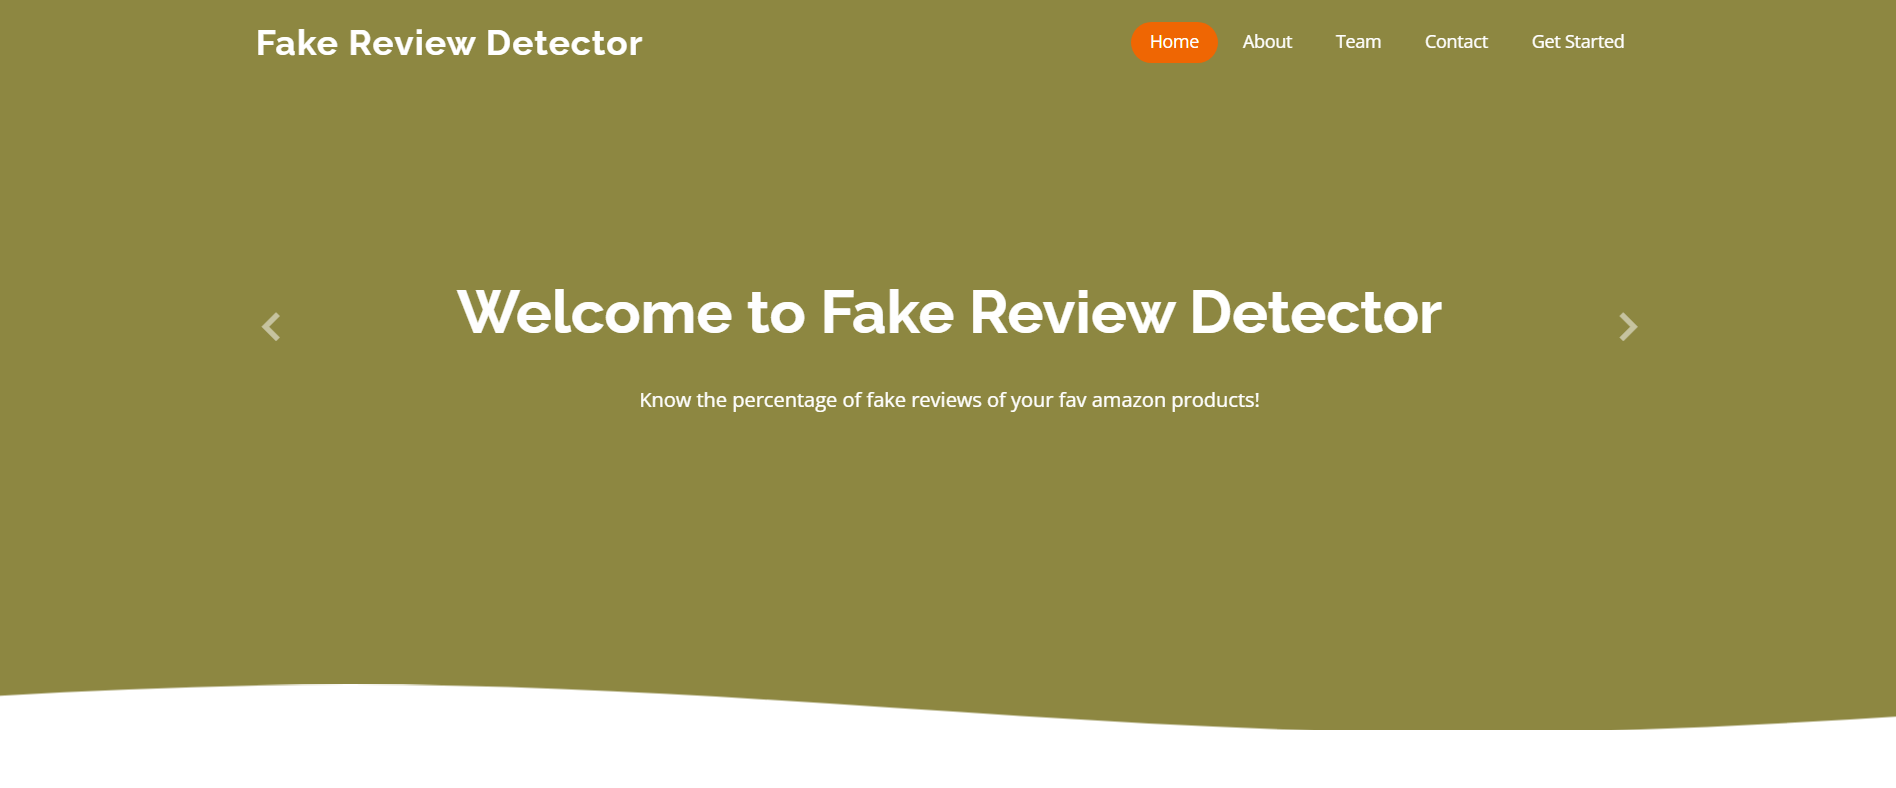 Fake Review Detector
Home About Team Contact Get Started
Welcome to Fake Review Detector
Know the percentage of fake reviews of your fav amazon products!